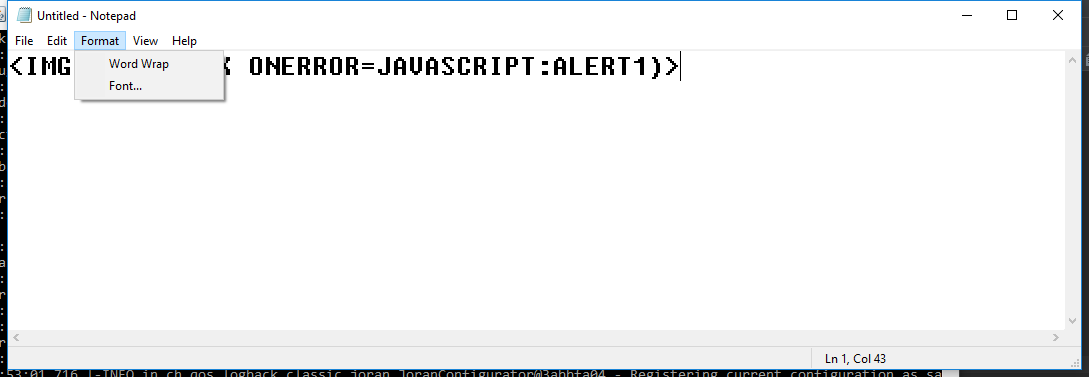 Untitled - Notepad
File Edit Format View Help
<IMG X ONERROR=JAVASCRIPT:ALERT1)>
Word Wrap
Font...
Ln 1, Col 43
:53:01,716 |-INFO in ch.qos.logback.classic.joran.JoranConfigurator@3abbfa04 - Registering current configuration as sa